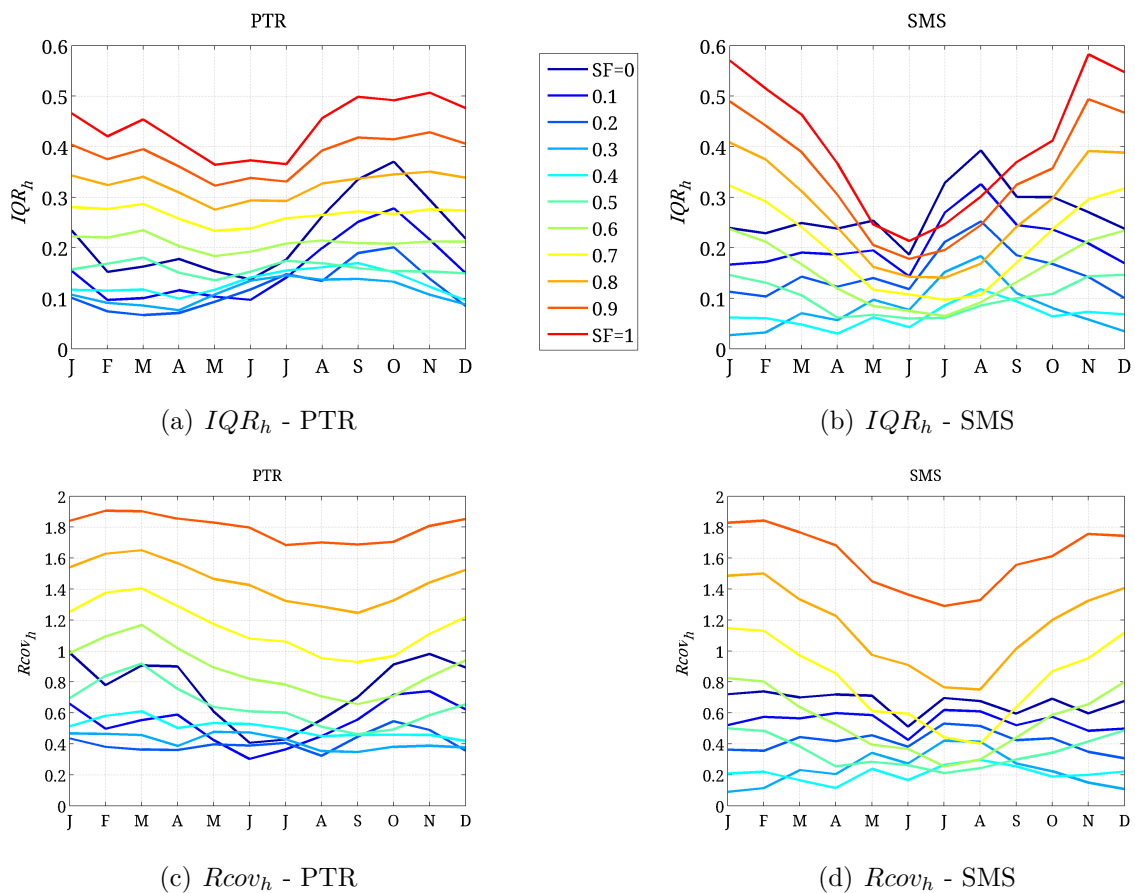 PTR
SMS
0.6
0.5
0.4
0.3
0.2
0.1
0
IQR_h
J F M A M J J A S O N D
SF=0
0.1
0.2
0.3
0.4
0.5
0.6
0.7
0.8
0.9
SF=1
0.6
0.5
0.4
0.3
0.2
0.1
0
IQR_h
J F M A M J J A S O N D
(a) IQR_h - PTR
(b) IQR_h - SMS
PTR
SMS
2
1.8
1.6
1.4
1.2
1
0.8
0.6
0.4
0.2
0
Rcov_h
J F M A M J J A S O N D
2
1.8
1.6
1.4
1.2
1
0.8
0.6
0.4
0.2
0
Rcov_h
J F M A M J J A S O N D
(c) Rcov_h - PTR
(d) Rcov_h - SMS